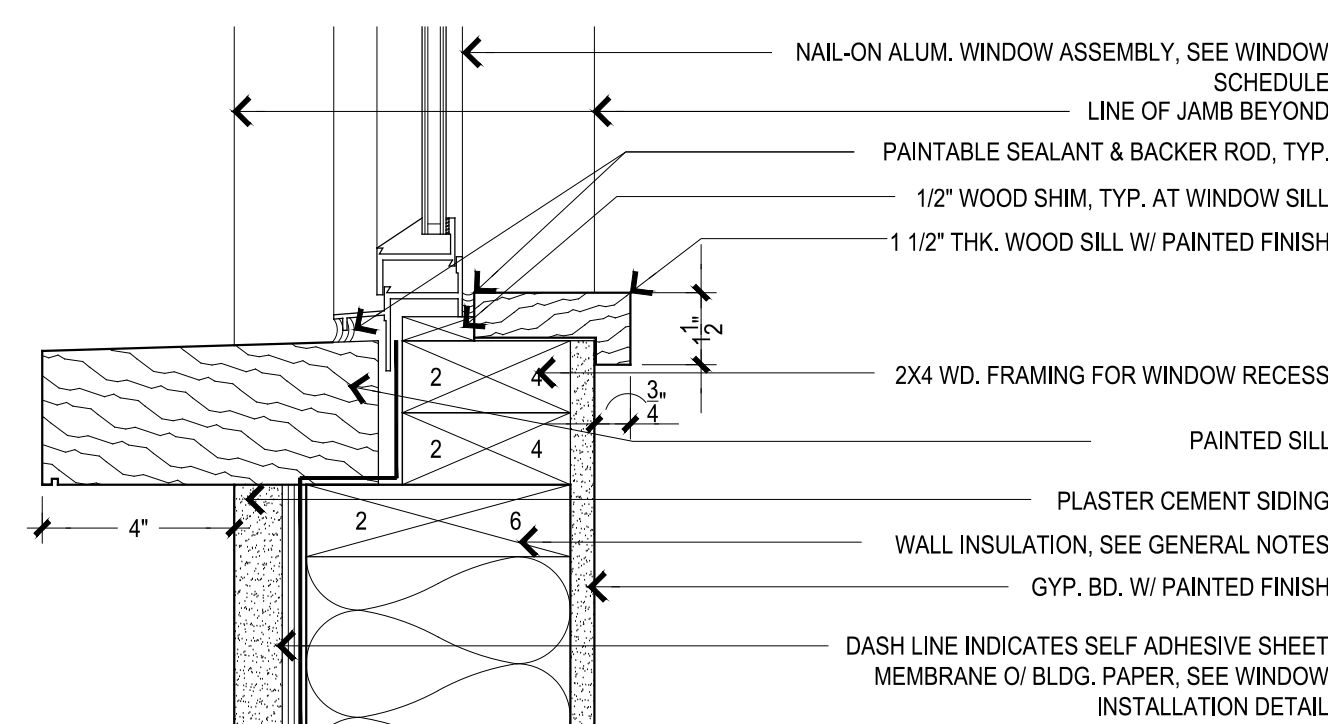 NAIL-ON ALUM. WINDOW ASSEMBLY, SEE WINDOW
SCHEDULE
LINE OF JAMB BEYOND
PAINTABLE SEALANT & BACKER ROD, TYP.
1/2" WOOD SHIM, TYP. AT WINDOW SILL
1 1/2" THK. WOOD SILL W/ PAINTED FINISH
1 1/2"
2 4
2X4 WD. FRAMING FOR WINDOW RECESS
3/4"
2 4
PAINTED SILL
PLASTER CEMENT SIDING
4"
2 6
WALL INSULATION, SEE GENERAL NOTES
GYP. BD. W/ PAINTED FINISH
DASH LINE INDICATES SELF ADHESIVE SHEET
MEMBRANE O/ BLDG. PAPER, SEE WINDOW
INSTALLATION DETAIL